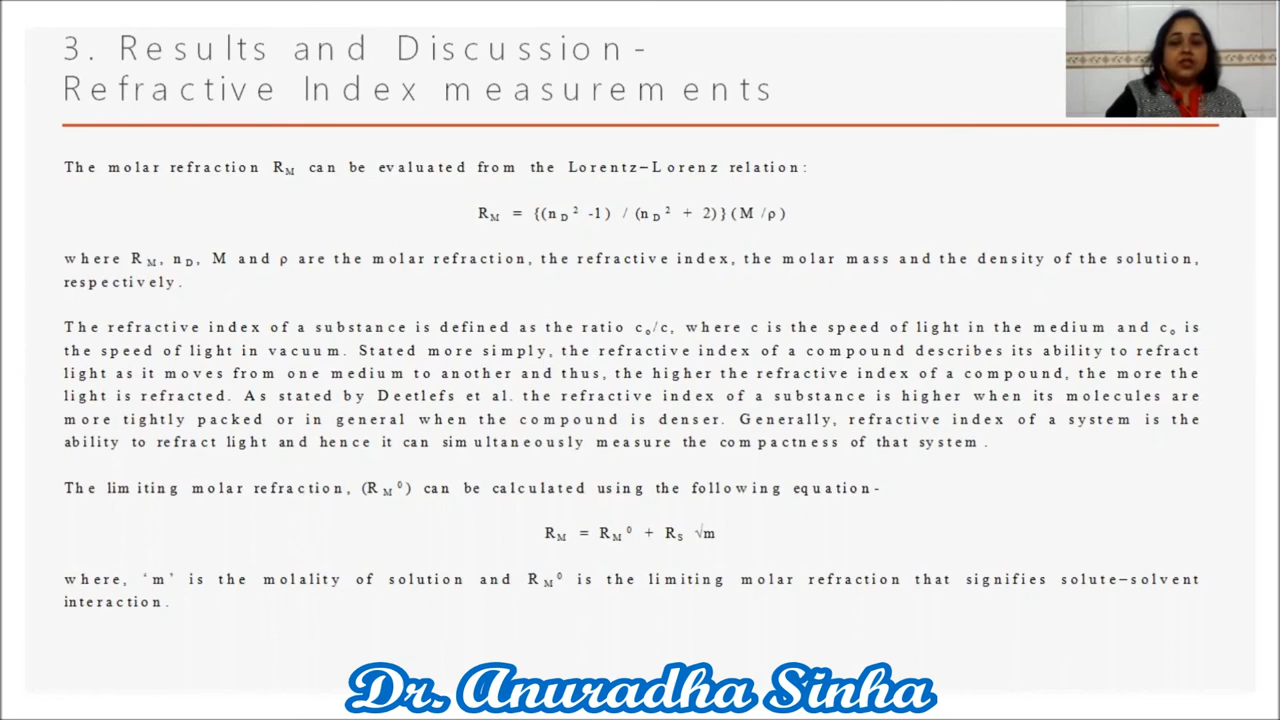 3. Results and Discussion-
Refractive Index measurements
The molar refraction R_M can be evaluated from the Lorentz–Lorenz relation:
R_M = {(n_D² -1) / (n_D² + 2)}(M /ρ)
where R_M, n_D, M and ρ are the molar refraction, the refractive index, the molar mass and the density of the solution,
respectively.
The refractive index of a substance is defined as the ratio c₀/c, where c is the speed of light in the medium and c₀ is
the speed of light in vacuum. Stated more simply, the refractive index of a compound describes its ability to refract
light as it moves from one medium to another and thus, the higher the refractive index of a compound, the more the
light is refracted. As stated by Deetlefs et al. the refractive index of a substance is higher when its molecules are
more tightly packed or in general when the compound is denser. Generally, refractive index of a system is the
ability to refract light and hence it can simultaneously measure the compactness of that system.
The limiting molar refraction, (R_M⁰) can be calculated using the following equation-
R_M = R_M⁰ + R_S √m
where, 'm' is the molality of solution and R_M⁰ is the limiting molar refraction that signifies solute–solvent
interaction.
Dr. Anuradha Sinha